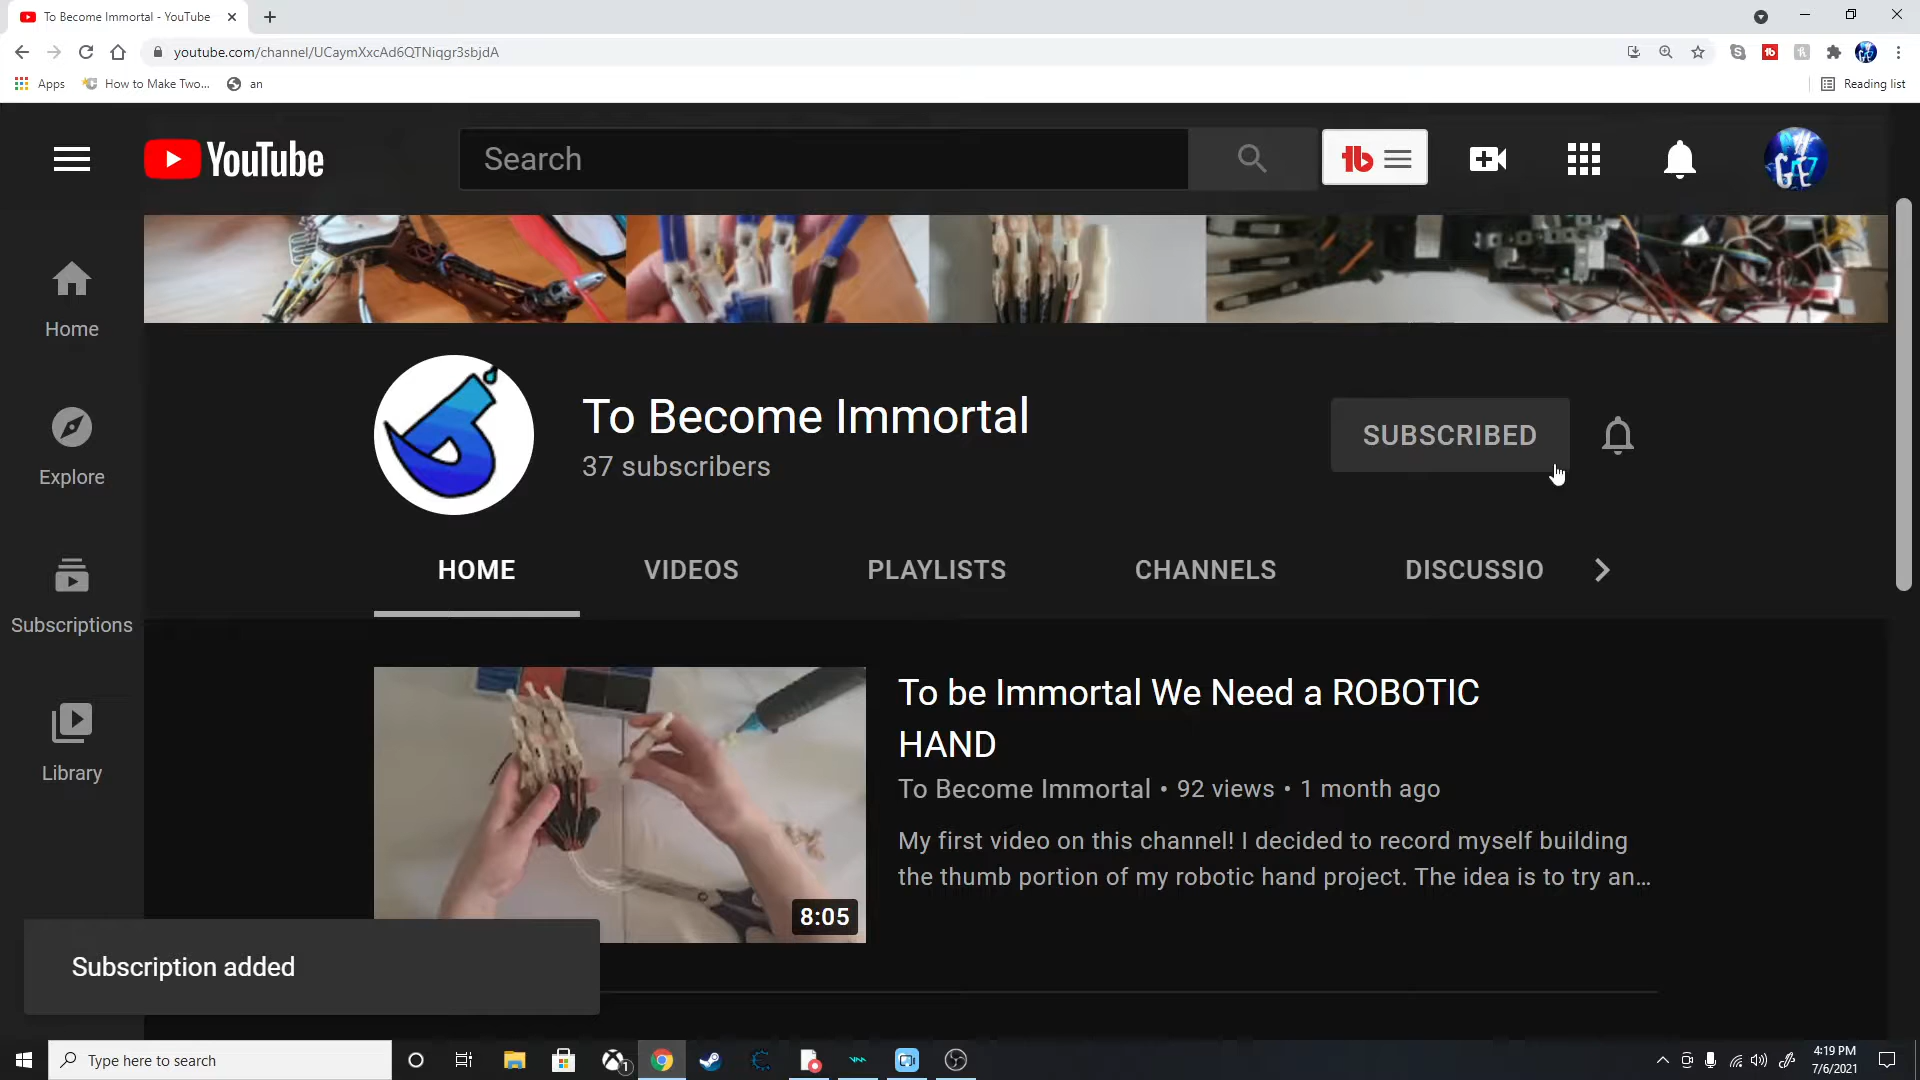 To Become Immortal - YouTube
youtube.com/channel/UCaymXxcAd6QTNiqgr3sbjdA
Apps
How to Make Two...
an
Reading list
YouTube
Search
Home
Explore
Subscriptions
Library
To Become Immortal
37 subscribers
SUBSCRIBED
HOME
VIDEOS
PLAYLISTS
CHANNELS
DISCUSSIO
To be Immortal We Need a ROBOTIC
HAND
To Become Immortal • 92 views • 1 month ago
My first video on this channel! I decided to record myself building
the thumb portion of my robotic hand project. The idea is to try an...
8:05
Subscription added
Type here to search
1
4:19 PM
7/6/2021